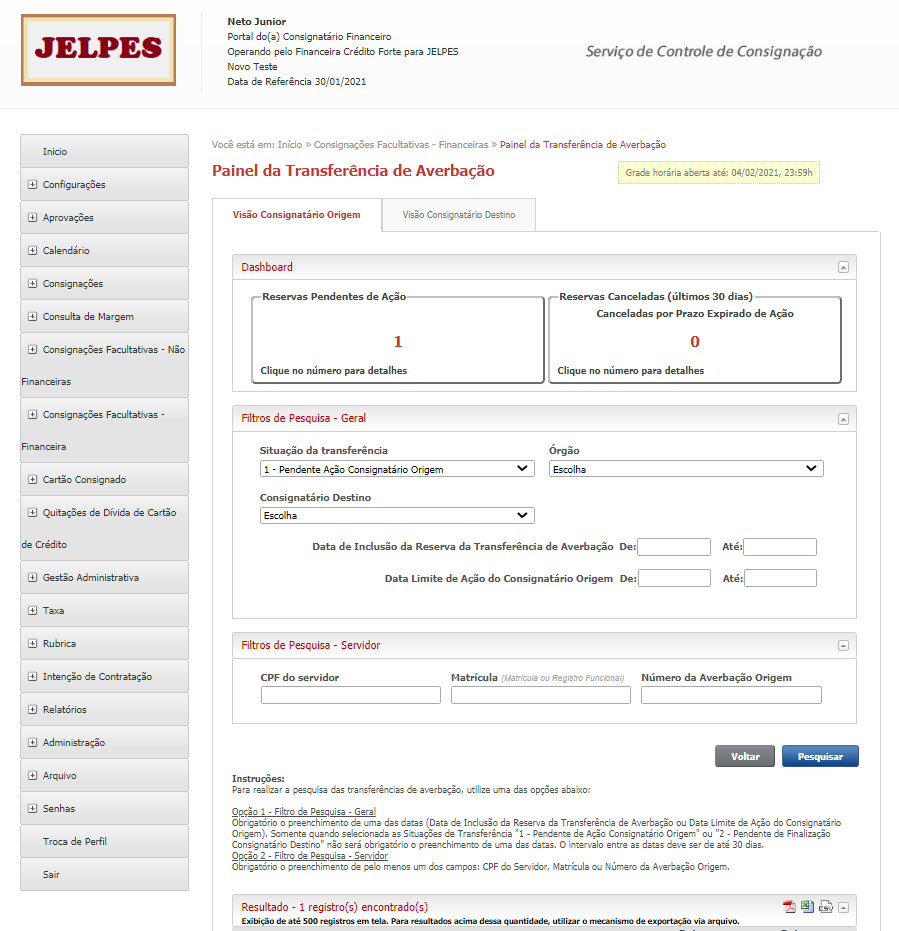 JELPES
Neto Junior
Portal do(a) Consignatário Financeiro
Operando pelo Financeira Crédito Forte para JELPES
Novo Teste
Data de Referência 30/01/2021
Serviço de Controle de Consignação
Inicio
Configurações
Aprovações
Calendário
Consignações
Consulta de Margem
Consignações Facultativas - Não
Financeiras
Consignações Facultativas -
Financeira
Cartão Consignado
Quitações de Dívida de Cartão
de Crédito
Gestão Administrativa
Taxa
Rubrica
Intenção de Contratação
Relatórios
Administração
Arquivo
Senhas
Troca de Perfil
Sair
Você está em: Início » Consignações Facultativas - Financeiras » Painel da Transferência de Averbação
Painel da Transferência de Averbação
Grade horária aberta até: 04/02/2021, 23:59h
Visão Consignatário Origem
Visão Consignatário Destino
Dashboard
Reservas Pendentes de Ação
1
Clique no número para detalhes
Reservas Canceladas (últimos 30 dias)
Canceladas por Prazo Expirado de Ação
0
Clique no número para detalhes
Filtros de Pesquisa - Geral
Situação da transferência
Órgão
1 - Pendente Ação Consignatário Origem
Escolha
Consignatário Destino
Escolha
Data de Inclusão da Reserva da Transferência de Averbação De: Até:
Data Limite de Ação do Consignatário Origem De: Até:
Filtros de Pesquisa - Servidor
CPF do servidor
Matrícula (Matrícula ou Registro Funcional)
Número da Averbação Origem
Voltar
Pesquisar
Instruções:
Para realizar a pesquisa das transferências de averbação, utilize uma das opções abaixo:
Opção 1 - Filtro de Pesquisa - Geral
Obrigatório o preenchimento de uma das datas (Data de Inclusão da Reserva da Transferência de Averbação ou Data Limite de Ação do Consignatário
Origem). Somente quando selecionada as Situações de Transferência "1 - Pendente de Ação Consignatário Origem" ou "2 - Pendente de Finalização
Consignatário Destino" não será obrigatório o preenchimento de uma das datas. O intervalo entre as datas deve ser de até 30 dias.
Opção 2 - Filtro de Pesquisa - Servidor
Obrigatório o preenchimento de pelo menos um dos campos: CPF do Servidor, Matrícula ou Número da Averbação Origem.
Resultado - 1 registro(s) encontrado(s)
CSV
Exibição de até 500 registros em tela. Para resultados acima dessa quantidade, utilizar o mecanismo de exportação via arquivo.